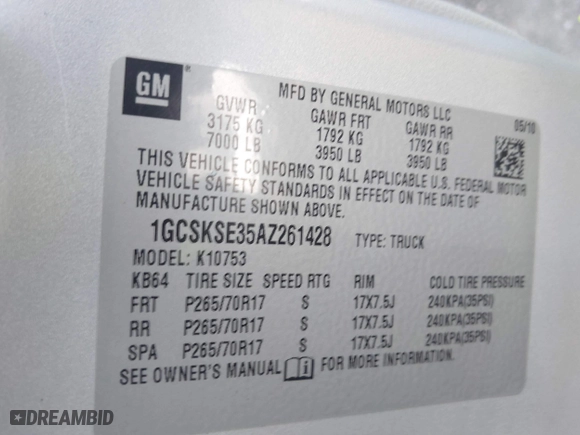 GM
MFD BY GENERAL MOTORS LLC
05/10
GVWR GAWR FRT GAWR RR
3175 KG 1792 KG 1792 KG
7000 LB 3950 LB 3950 LB
THIS VEHICLE CONFORMS TO ALL APPLICABLE U.S. FEDERAL MOTOR
VEHICLE SAFETY STANDARDS IN EFFECT ON THE DATE OF
MANUFACTURE SHOWN ABOVE.
1GCSKSE35AZ261428 TYPE: TRUCK
MODEL: K10753
KB64 TIRE SIZE SPEED RTG RIM COLD TIRE PRESSURE
FRT P265/70R17 S 17X7.5J 240KPA(35PSI)
RR P265/70R17 S 17X7.5J 240KPA(35PSI)
SPA P265/70R17 S 17X7.5J 240KPA(35PSI)
SEE OWNER'S MANUAL FOR MORE INFORMATION.
DREAMBID